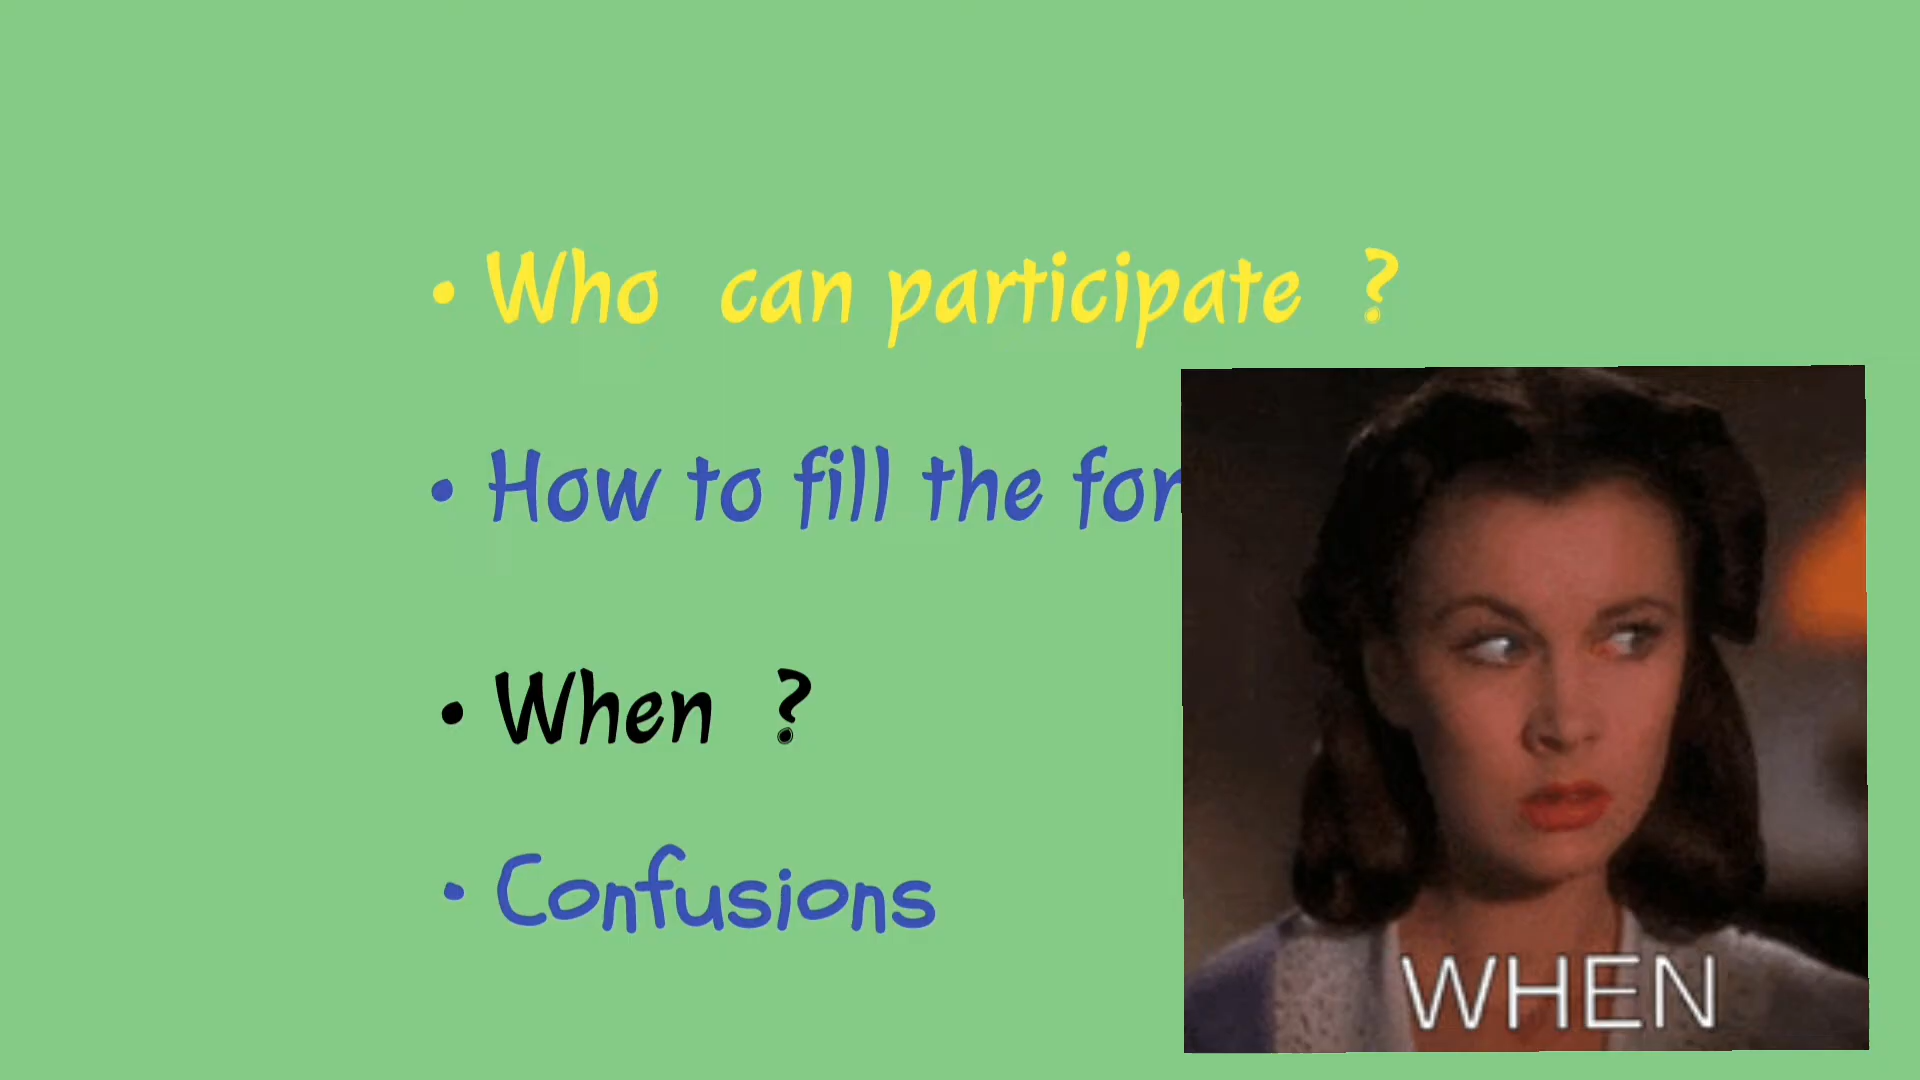 • Who can participate ?
• How to fill the for
• When ?
• Confusions
WHEN